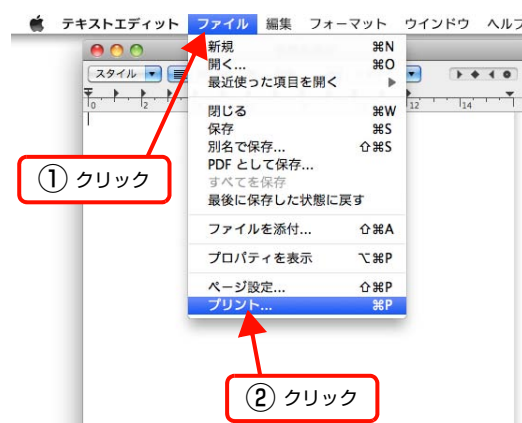 テキストエディット ファイル 編集 フォーマット ウインドウ ヘルプ
新規 ⌘N
開く... ⌘O
最近使った項目を開く ▶
閉じる ⌘W
保存 ⌘S
別名で保存... ⇧⌘S
PDF として保存...
すべてを保存
最後に保存した状態に戻す
ファイルを添付... ⇧⌘A
プロパティを表示 ⌥⌘P
ページ設定... ⇧⌘P
プリント... ⌘P
スタイル
0 2 12 14
① クリック
② クリック